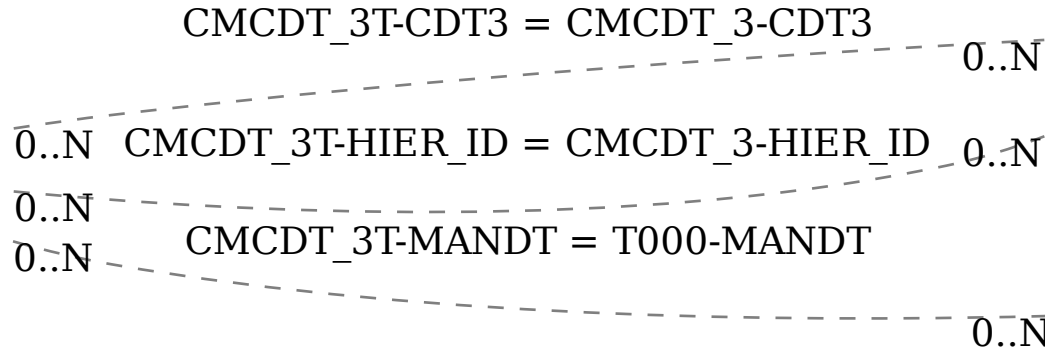 CMCDT_3T-CDT3 = CMCDT_3-CDT3
0..N
0..N CMCDT_3T-HIER_ID = CMCDT_3-HIER_ID 0..N
0..N
CMCDT_3T-MANDT = T000-MANDT
0..N
0..N